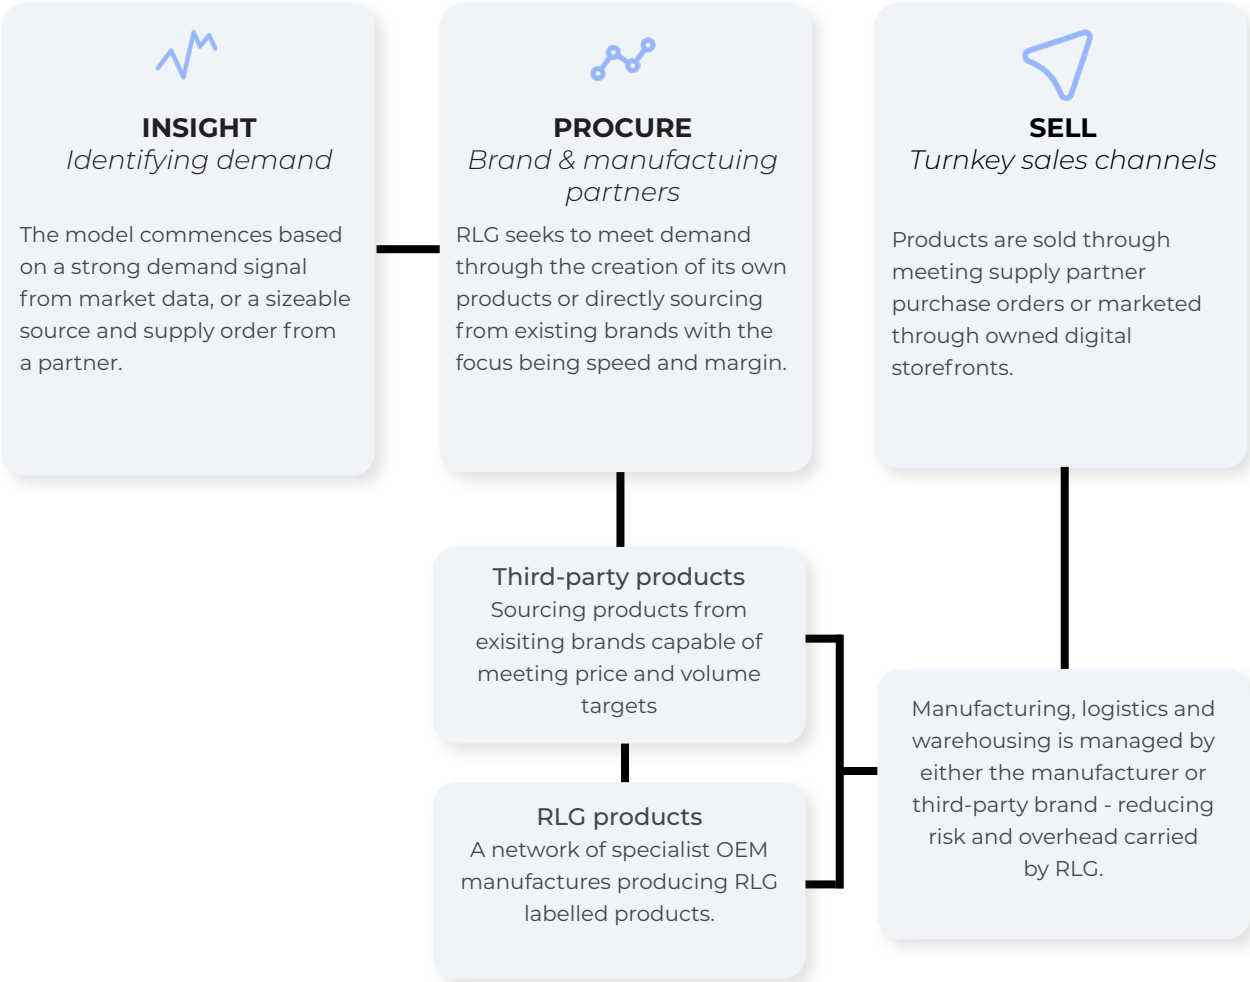 INSIGHT
Identifying demand
The model commences based
on a strong demand signal
from market data, or a sizeable
source and supply order from
a partner.
PROCURE
Brand & manufactuing
partners
RLG seeks to meet demand
through the creation of its own
products or directly sourcing
from existing brands with the
focus being speed and margin.
SELL
Turnkey sales channels
Products are sold through
meeting supply partner
purchase orders or marketed
through owned digital
storefronts.
Third-party products
Sourcing products from
exisiting brands capable of
meeting price and volume
targets
RLG products
A network of specialist OEM
manufactures producing RLG
labelled products.
Manufacturing, logistics and
warehousing is managed by
either the manufacturer or
third-party brand - reducing
risk and overhead carried
by RLG.